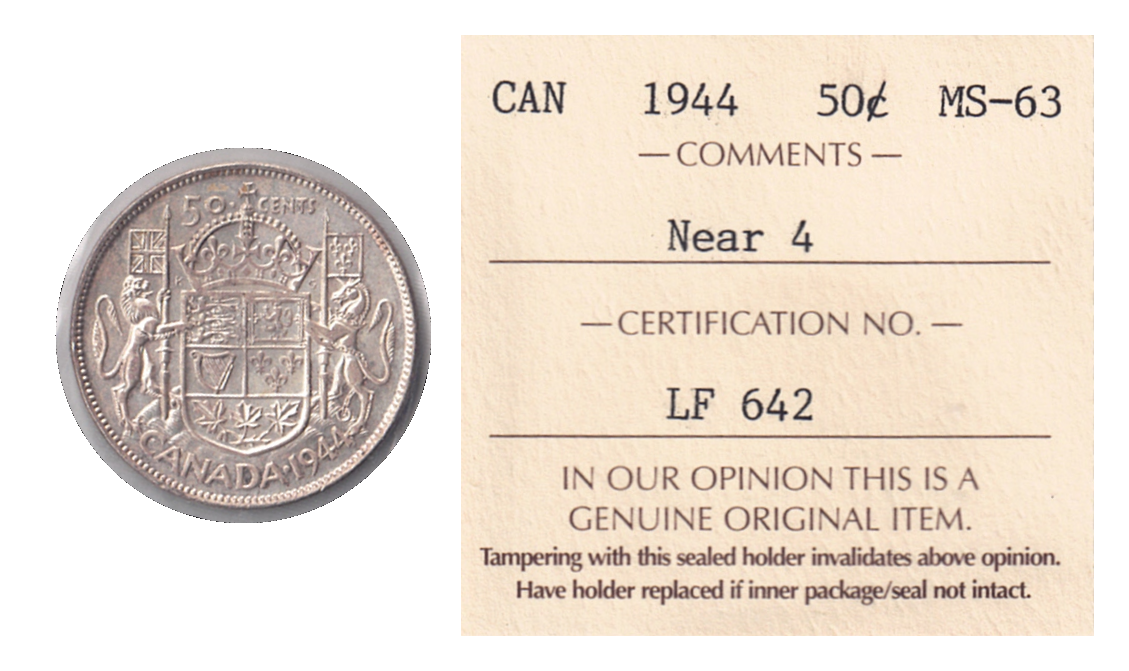 50 CENTS
CANADA·1944
CAN 1944 50¢ MS-63
— COMMENTS —
Near 4
— CERTIFICATION NO. —
LF 642
IN OUR OPINION THIS IS A
GENUINE ORIGINAL ITEM.
Tampering with this sealed holder invalidates above opinion.
Have holder replaced if inner package/seal not intact.